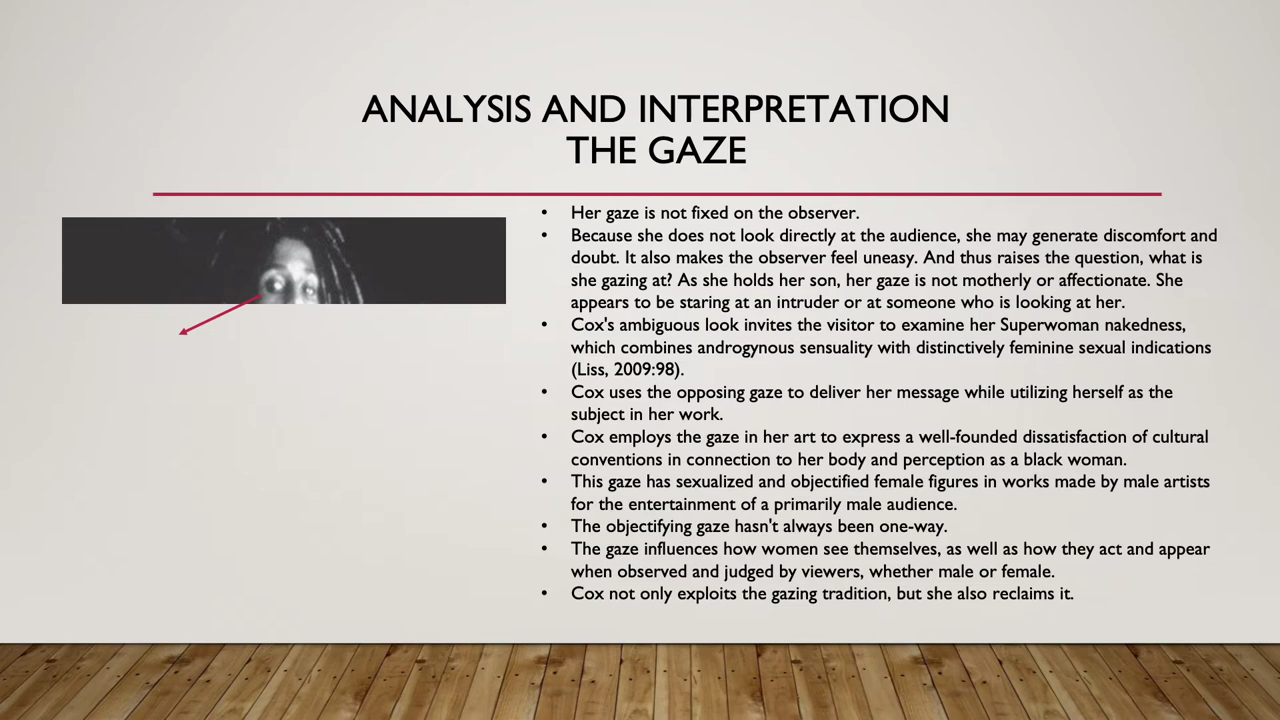 ANALYSIS AND INTERPRETATION
THE GAZE
• Her gaze is not fixed on the observer.
• Because she does not look directly at the audience, she may generate discomfort and
doubt. It also makes the observer feel uneasy. And thus raises the question, what is
she gazing at? As she holds her son, her gaze is not motherly or affectionate. She
appears to be staring at an intruder or at someone who is looking at her.
• Cox's ambiguous look invites the visitor to examine her Superwoman nakedness,
which combines androgynous sensuality with distinctively feminine sexual indications
(Liss, 2009:98).
• Cox uses the opposing gaze to deliver her message while utilizing herself as the
subject in her work.
• Cox employs the gaze in her art to express a well-founded dissatisfaction of cultural
conventions in connection to her body and perception as a black woman.
• This gaze has sexualized and objectified female figures in works made by male artists
for the entertainment of a primarily male audience.
• The objectifying gaze hasn't always been one-way.
• The gaze influences how women see themselves, as well as how they act and appear
when observed and judged by viewers, whether male or female.
• Cox not only exploits the gazing tradition, but she also reclaims it.